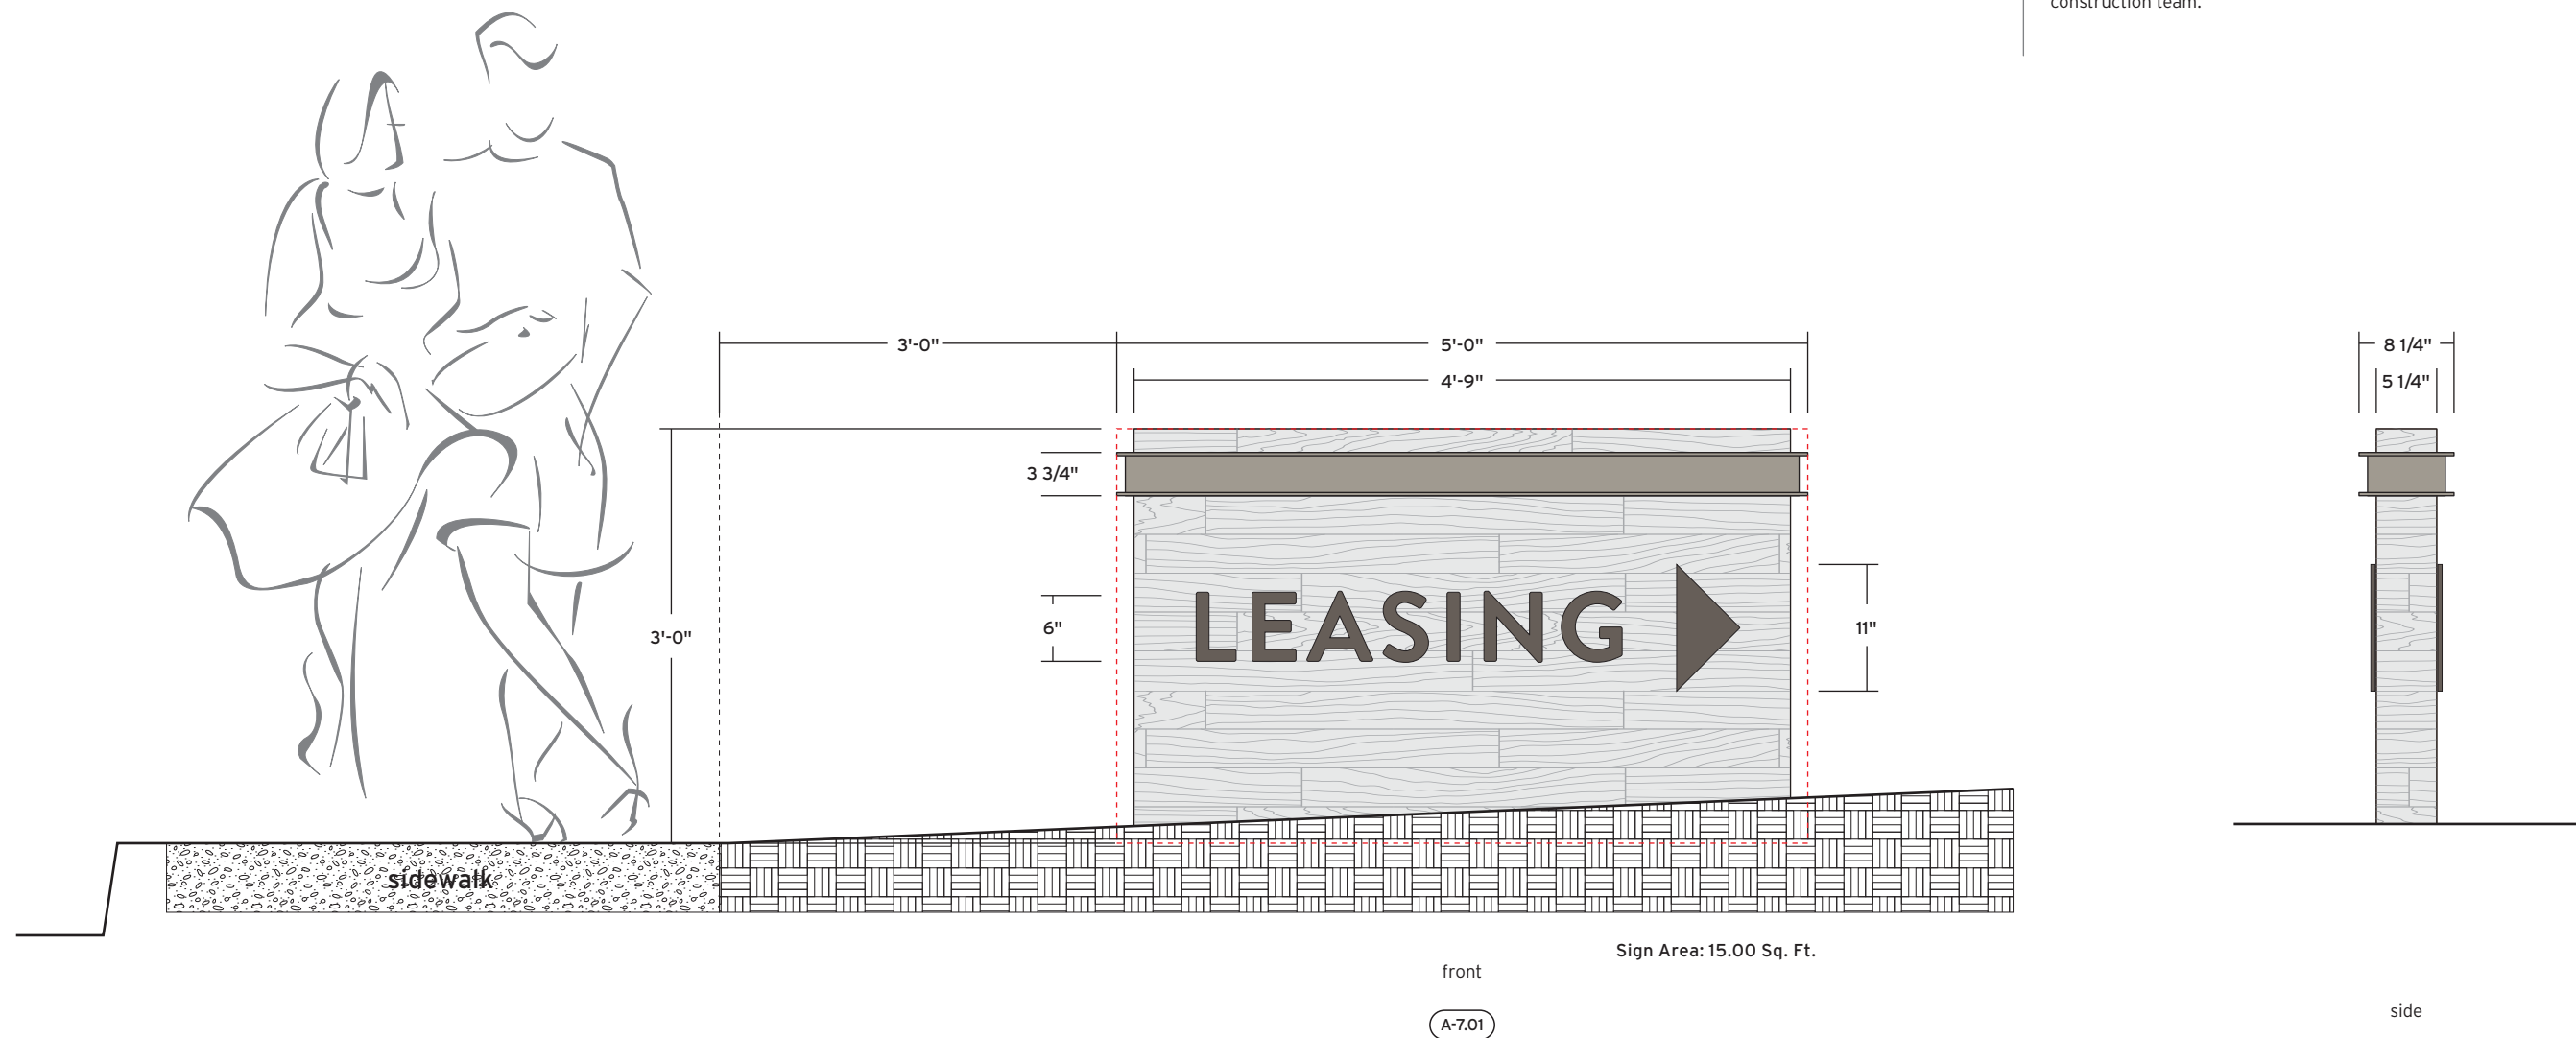 construction team.
3'-0"
5'-0"
4'-9"
8 1/4"
5 1/4"
3 3/4"
6"
3'-0"
11"
LEASING
sidewalk
Sign Area: 15.00 Sq. Ft.
front
A-7.01
side